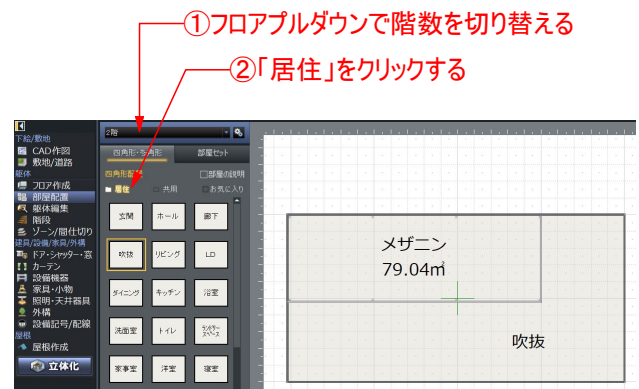 ①フロアプルダウンで階数を切り替える
②「居住」をクリックする
下絵/敷地
CAD作図
敷地/道路
躯体
フロア作成
部屋配置
躯体編集
階段
ゾーン/間仕切り
建具/設備/家具/外構
ドア・シャッター・窓
カーテン
設備機器
家具・小物
照明・天井器具
外構
設備記号/配線
屋根
屋根作成
立体化
2階
四角形・多角形 部屋セット
四角形配置 部屋の説明
居住 共用 お気に入り
玄関 ホール 廊下
吹抜 リビング LD
ダイニング キッチン 浴室
洗面室 トイレ ランドリースペース
家事室 洋室 寝室
メザニン
79.04㎡
吹抜